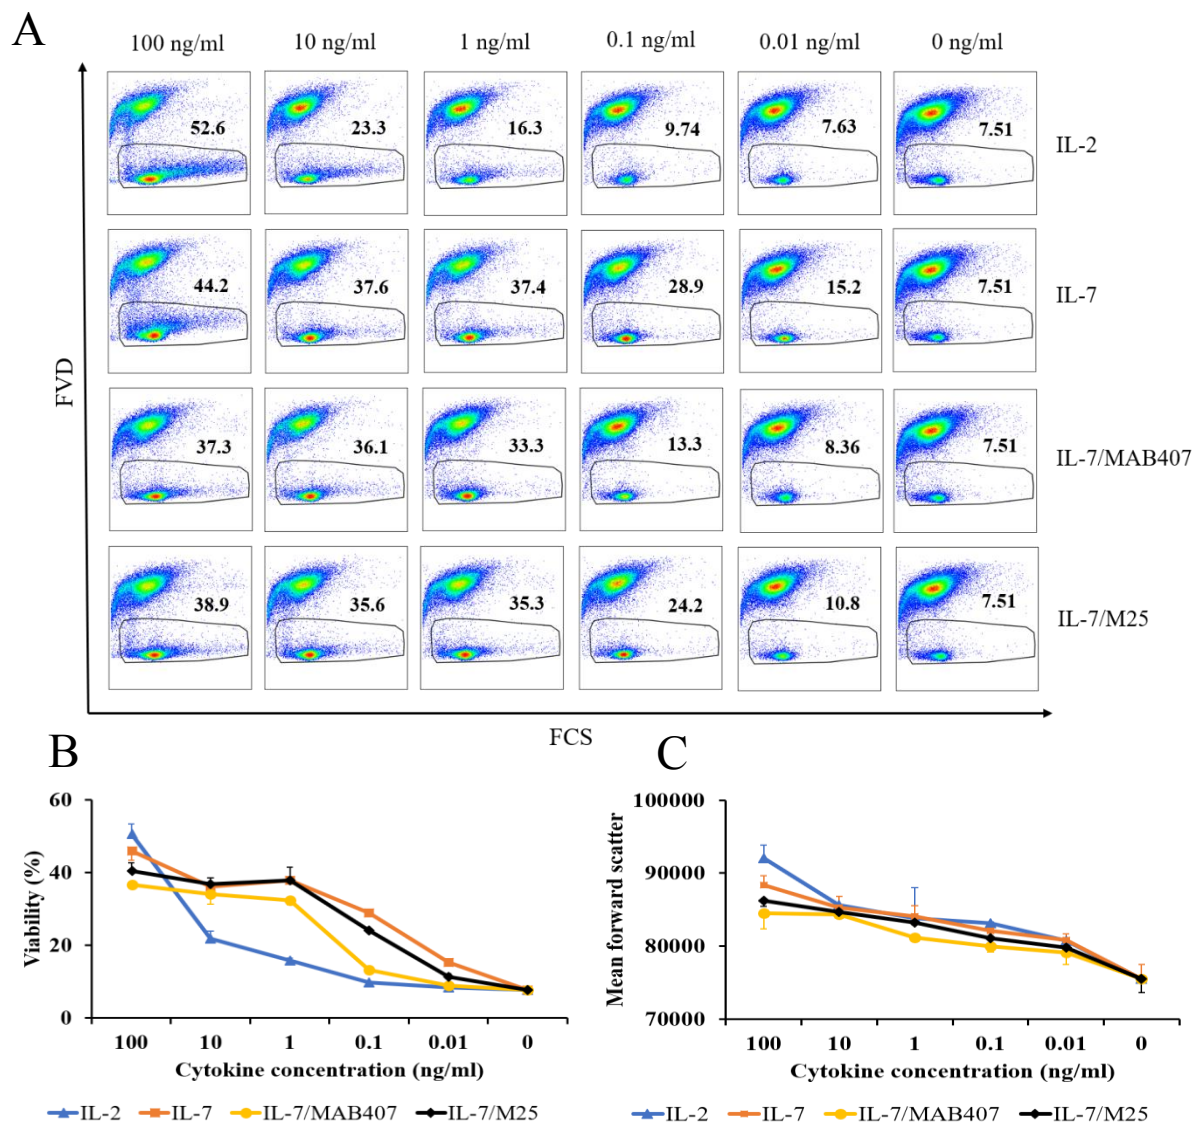 A
100 ng/ml 10 ng/ml 1 ng/ml 0.1 ng/ml 0.01 ng/ml 0 ng/ml
52.6 23.3 16.3 9.74 7.63 7.51 IL-2
44.2 37.6 37.4 28.9 15.2 7.51 IL-7
FVD
37.3 36.1 33.3 13.3 8.36 7.51 IL-7/MAB407
38.9 35.6 35.3 24.2 10.8 7.51 IL-7/M25
FCS
B
Viability (%)
60
40
20
0
100 10 1 0.1 0.01 0
Cytokine concentration (ng/ml)
IL-2 IL-7 IL-7/MAB407 IL-7/M25
C
Mean forward scatter
100000
90000
80000
70000
100 10 1 0.1 0.01 0
Cytokine concentration (ng/ml)
IL-2 IL-7 IL-7/MAB407 IL-7/M25